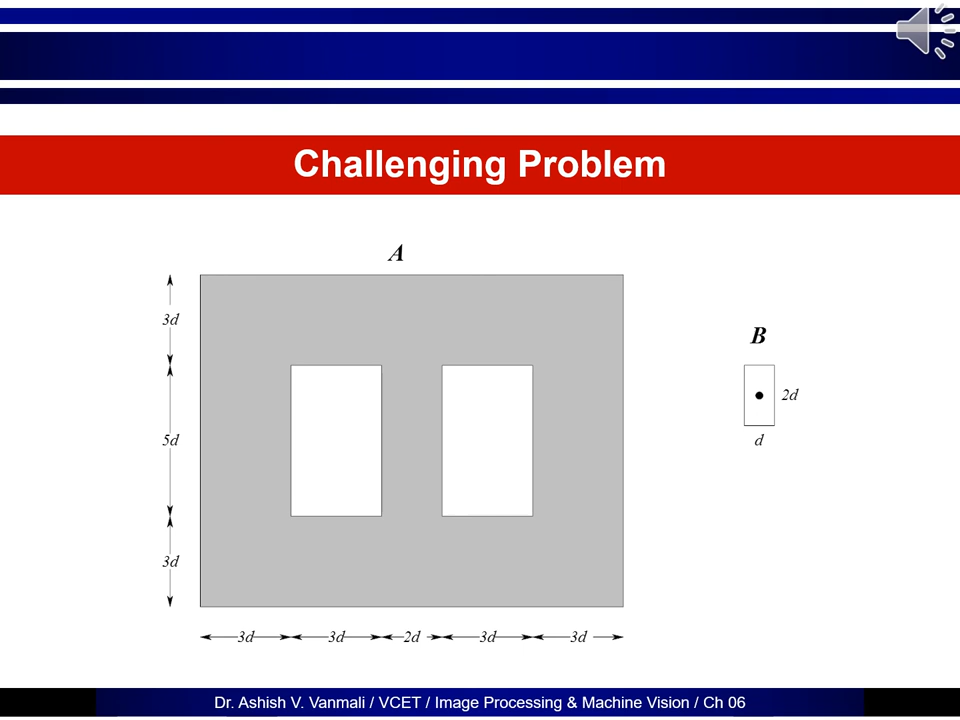 Challenging Problem
A
3d
B
2d
5d
d
3d
3d 3d 2d 3d 3d
Dr. Ashish V. Vanmali / VCET / Image Processing & Machine Vision / Ch 06